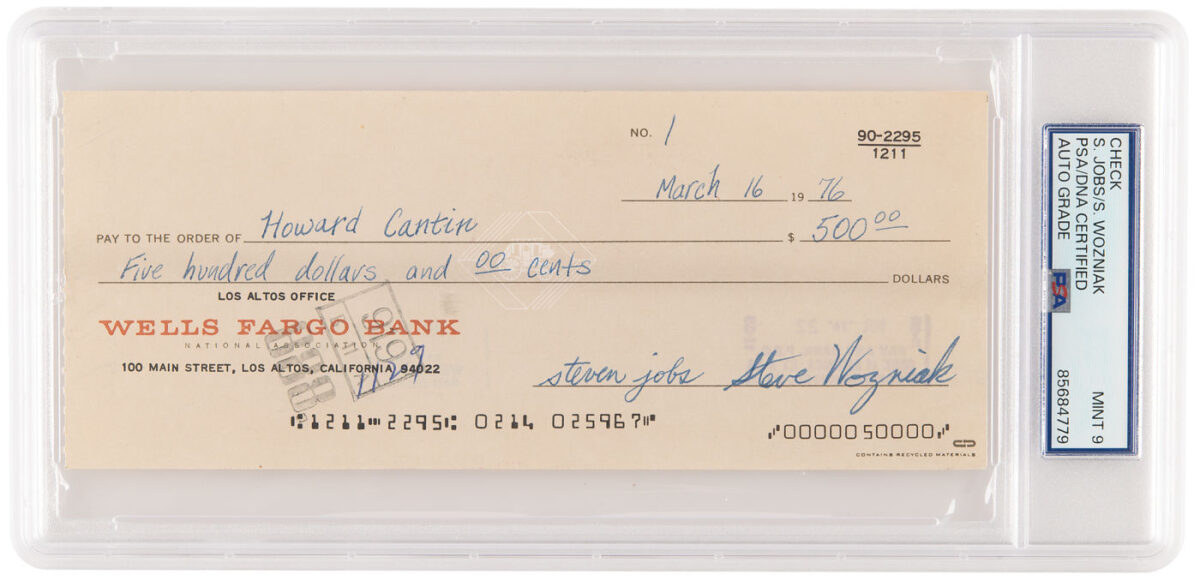 NO. 1
90-2295
1211
March 16 1976
PAY TO THE ORDER OF Howard Cantin $ 500 00
Five hundred dollars and 00 cents DOLLARS
LOS ALTOS OFFICE
WELLS FARGO BANK
NATIONAL ASSOCIATION
100 MAIN STREET, LOS ALTOS, CALIFORNIA 94022
919
steven jobs Steve Wozniak
1211 2295 0214 025967
0000050000
CONTAINS RECYCLED MATERIALS
CHECK
S. JOBS/S. WOZNIAK
PSA/DNA CERTIFIED
AUTO GRADE
PSA
MINT 9
85684779